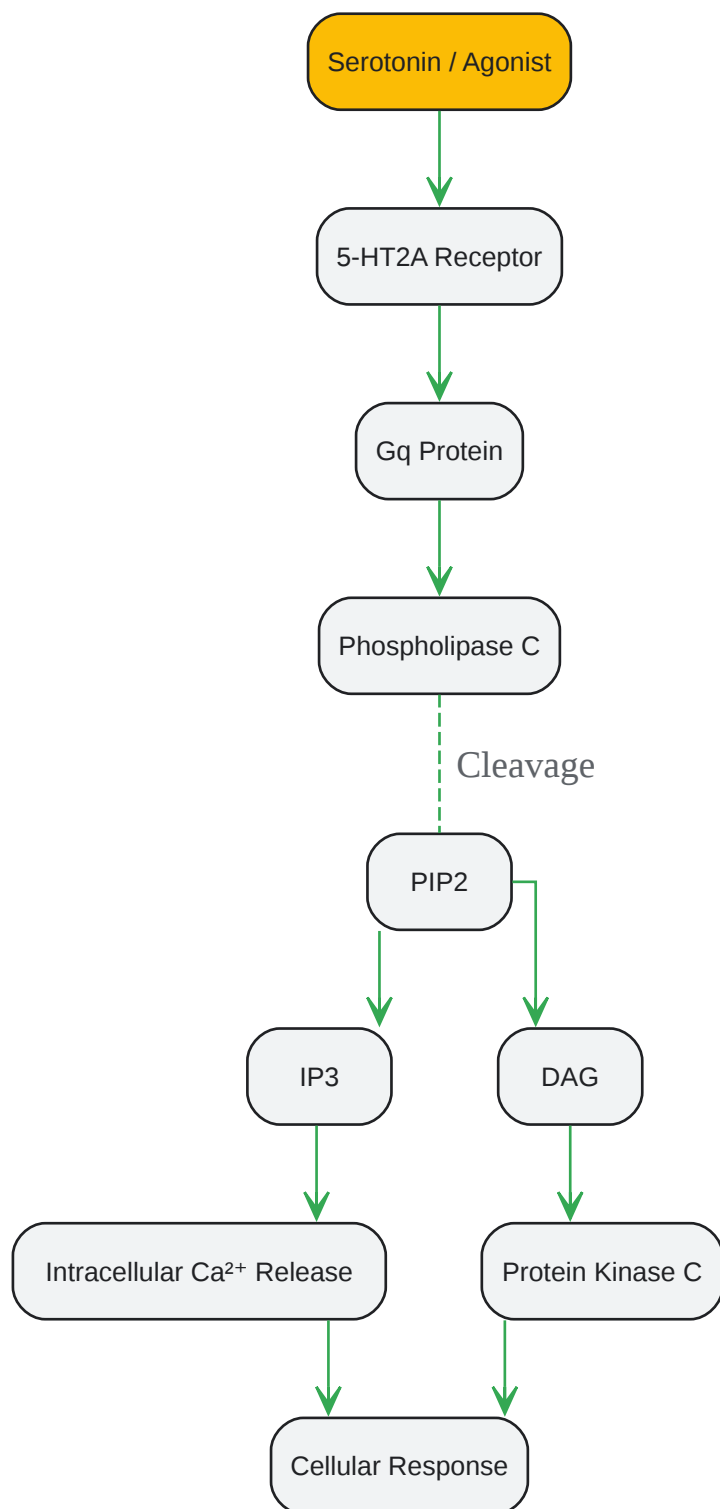 Serotonin / Agonist
5-HT2A Receptor
Gq Protein
Phospholipase C
Cleavage
PIP2
IP3
DAG
Intracellular Ca²⁺ Release
Protein Kinase C
Cellular Response